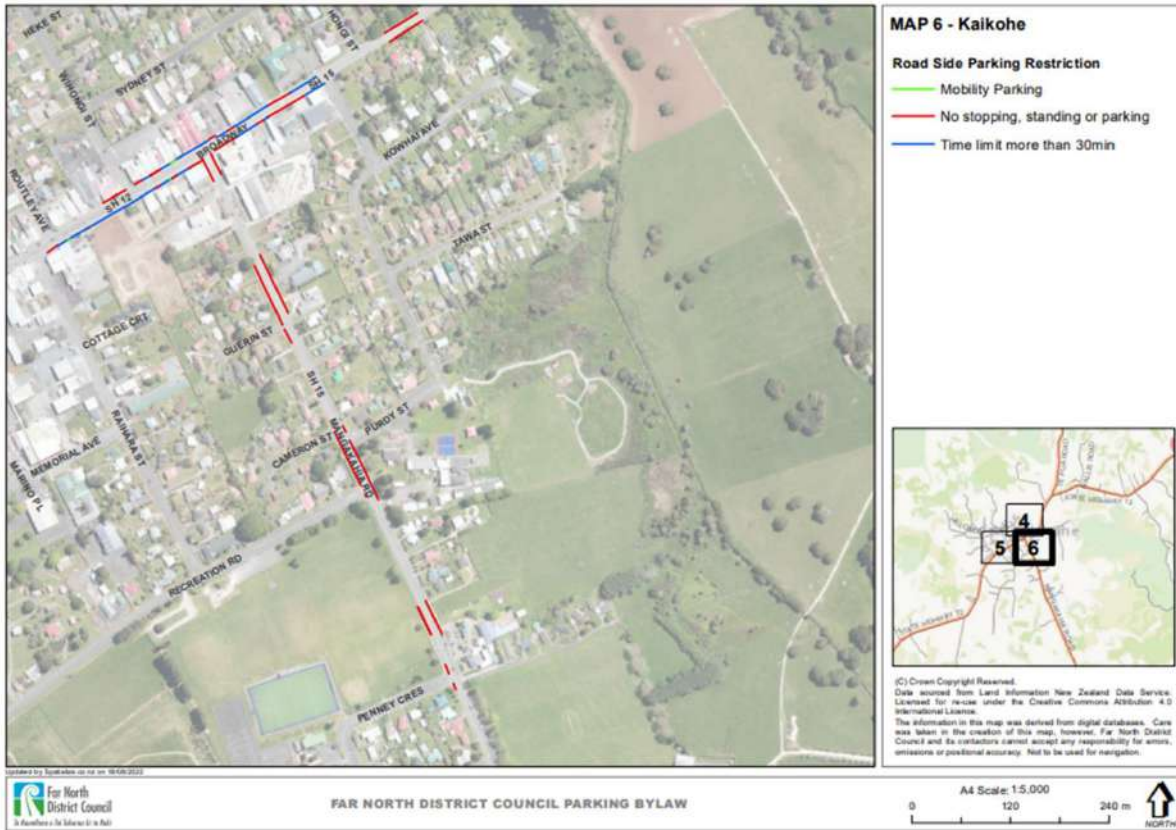 MAP 6 - Kaikohe
Road Side Parking Restriction
Mobility Parking
No stopping, standing or parking
Time limit more than 30min
HEKE ST
WIHONGI ST
SYDNEY ST
HONGI ST
SH 15
BROADWAY
KOWHAI AVE
ROUTLEY AVE
SH 12
TAWA ST
COTTAGE CRT
GUERIN ST
SH 15
RAIHARA ST
MEMORIAL AVE
MARINO PL
CAMERON ST
PURDY ST
MANGAKAHIA RD
RECREATION RD
PENNEY CRES
4
5
6
STATE HIGHWAY 12
(C) Crown Copyright Reserved.
Data sourced from Land Information New Zealand Data Service.
Licensed for re-use under the Creative Commons Attribution 4.0
International Licence.
The information in this map was derived from digital databases. Care
was taken in the creation of this map, however, Far North District
Council and its contactors cannot accept any responsibility for errors,
omissions or positional accuracy. Not to be used for navigation.
Far North
District Council
FAR NORTH DISTRICT COUNCIL PARKING BYLAW
A4 Scale: 1:5,000
0 120 240 m
NORTH